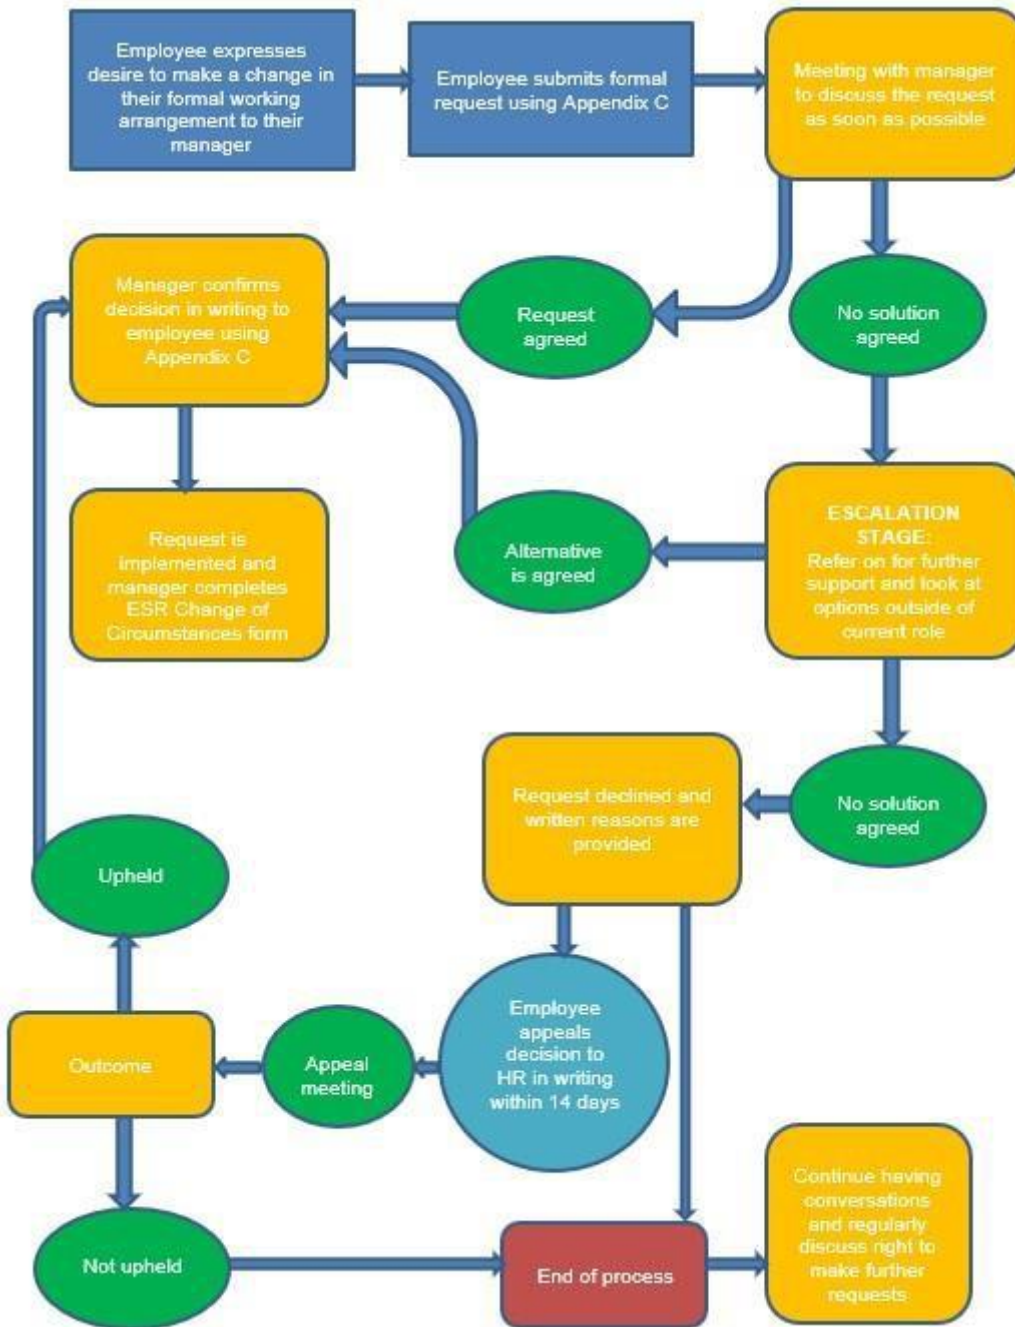 Employee expresses
desire to make a change in
their formal working
arrangement to their
manager
Employee submits formal
request using Appendix C
Meeting with manager
to discuss the request
as soon as possible
Manager confirms
decision in writing to
employee using
Appendix C
Request
agreed
No solution
agreed
Request is
implemented and
manager completes
ESR Change of
Circumstances form
Alternative
is agreed
ESCALATION
STAGE:
Refer on for further
support and look at
options outside of
current role
Request declined and
written reasons are
provided
No solution
agreed
Upheld
Outcome
Appeal
meeting
Employee
appeals
decision to
HR in writing
within 14 days
Not upheld
End of process
Continue having
conversations
and regularly
discuss right to
make further
requests